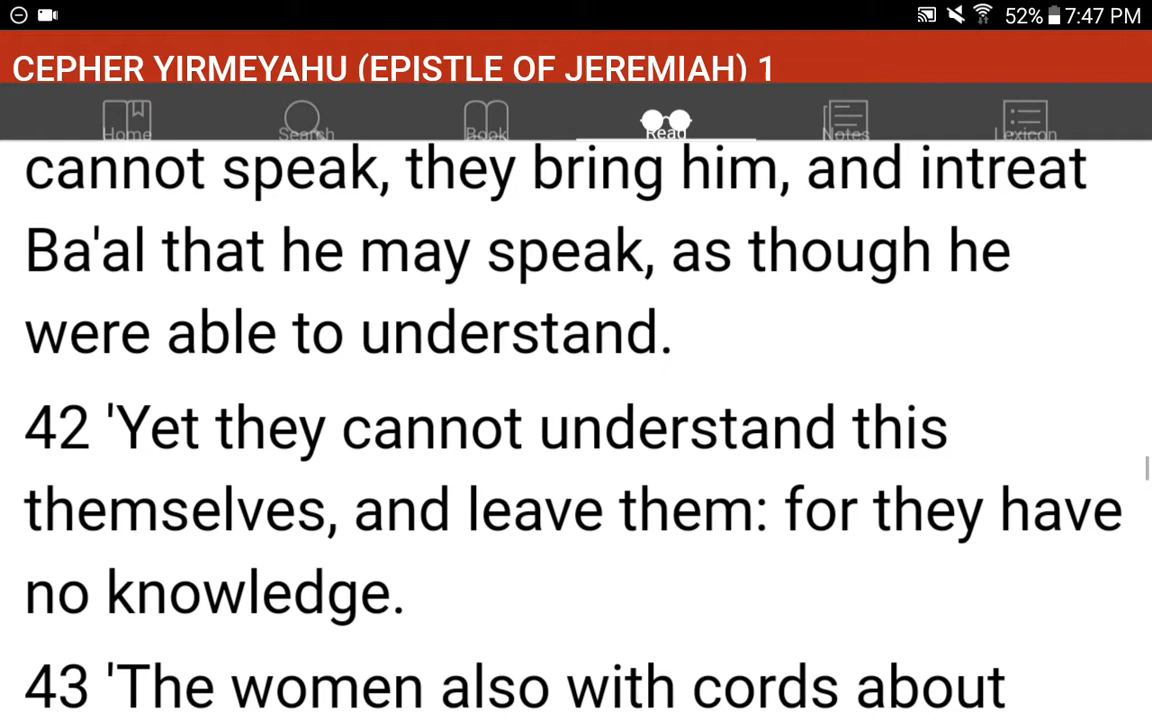 52% 7:47 PM
CEPHER YIRMEYAHU (EPISTLE OF JEREMIAH) 1
Home Search Book Read Notes Lexicon
cannot speak, they bring him, and intreat
Ba'al that he may speak, as though he
were able to understand.
42 'Yet they cannot understand this
themselves, and leave them: for they have
no knowledge.
43 'The women also with cords about